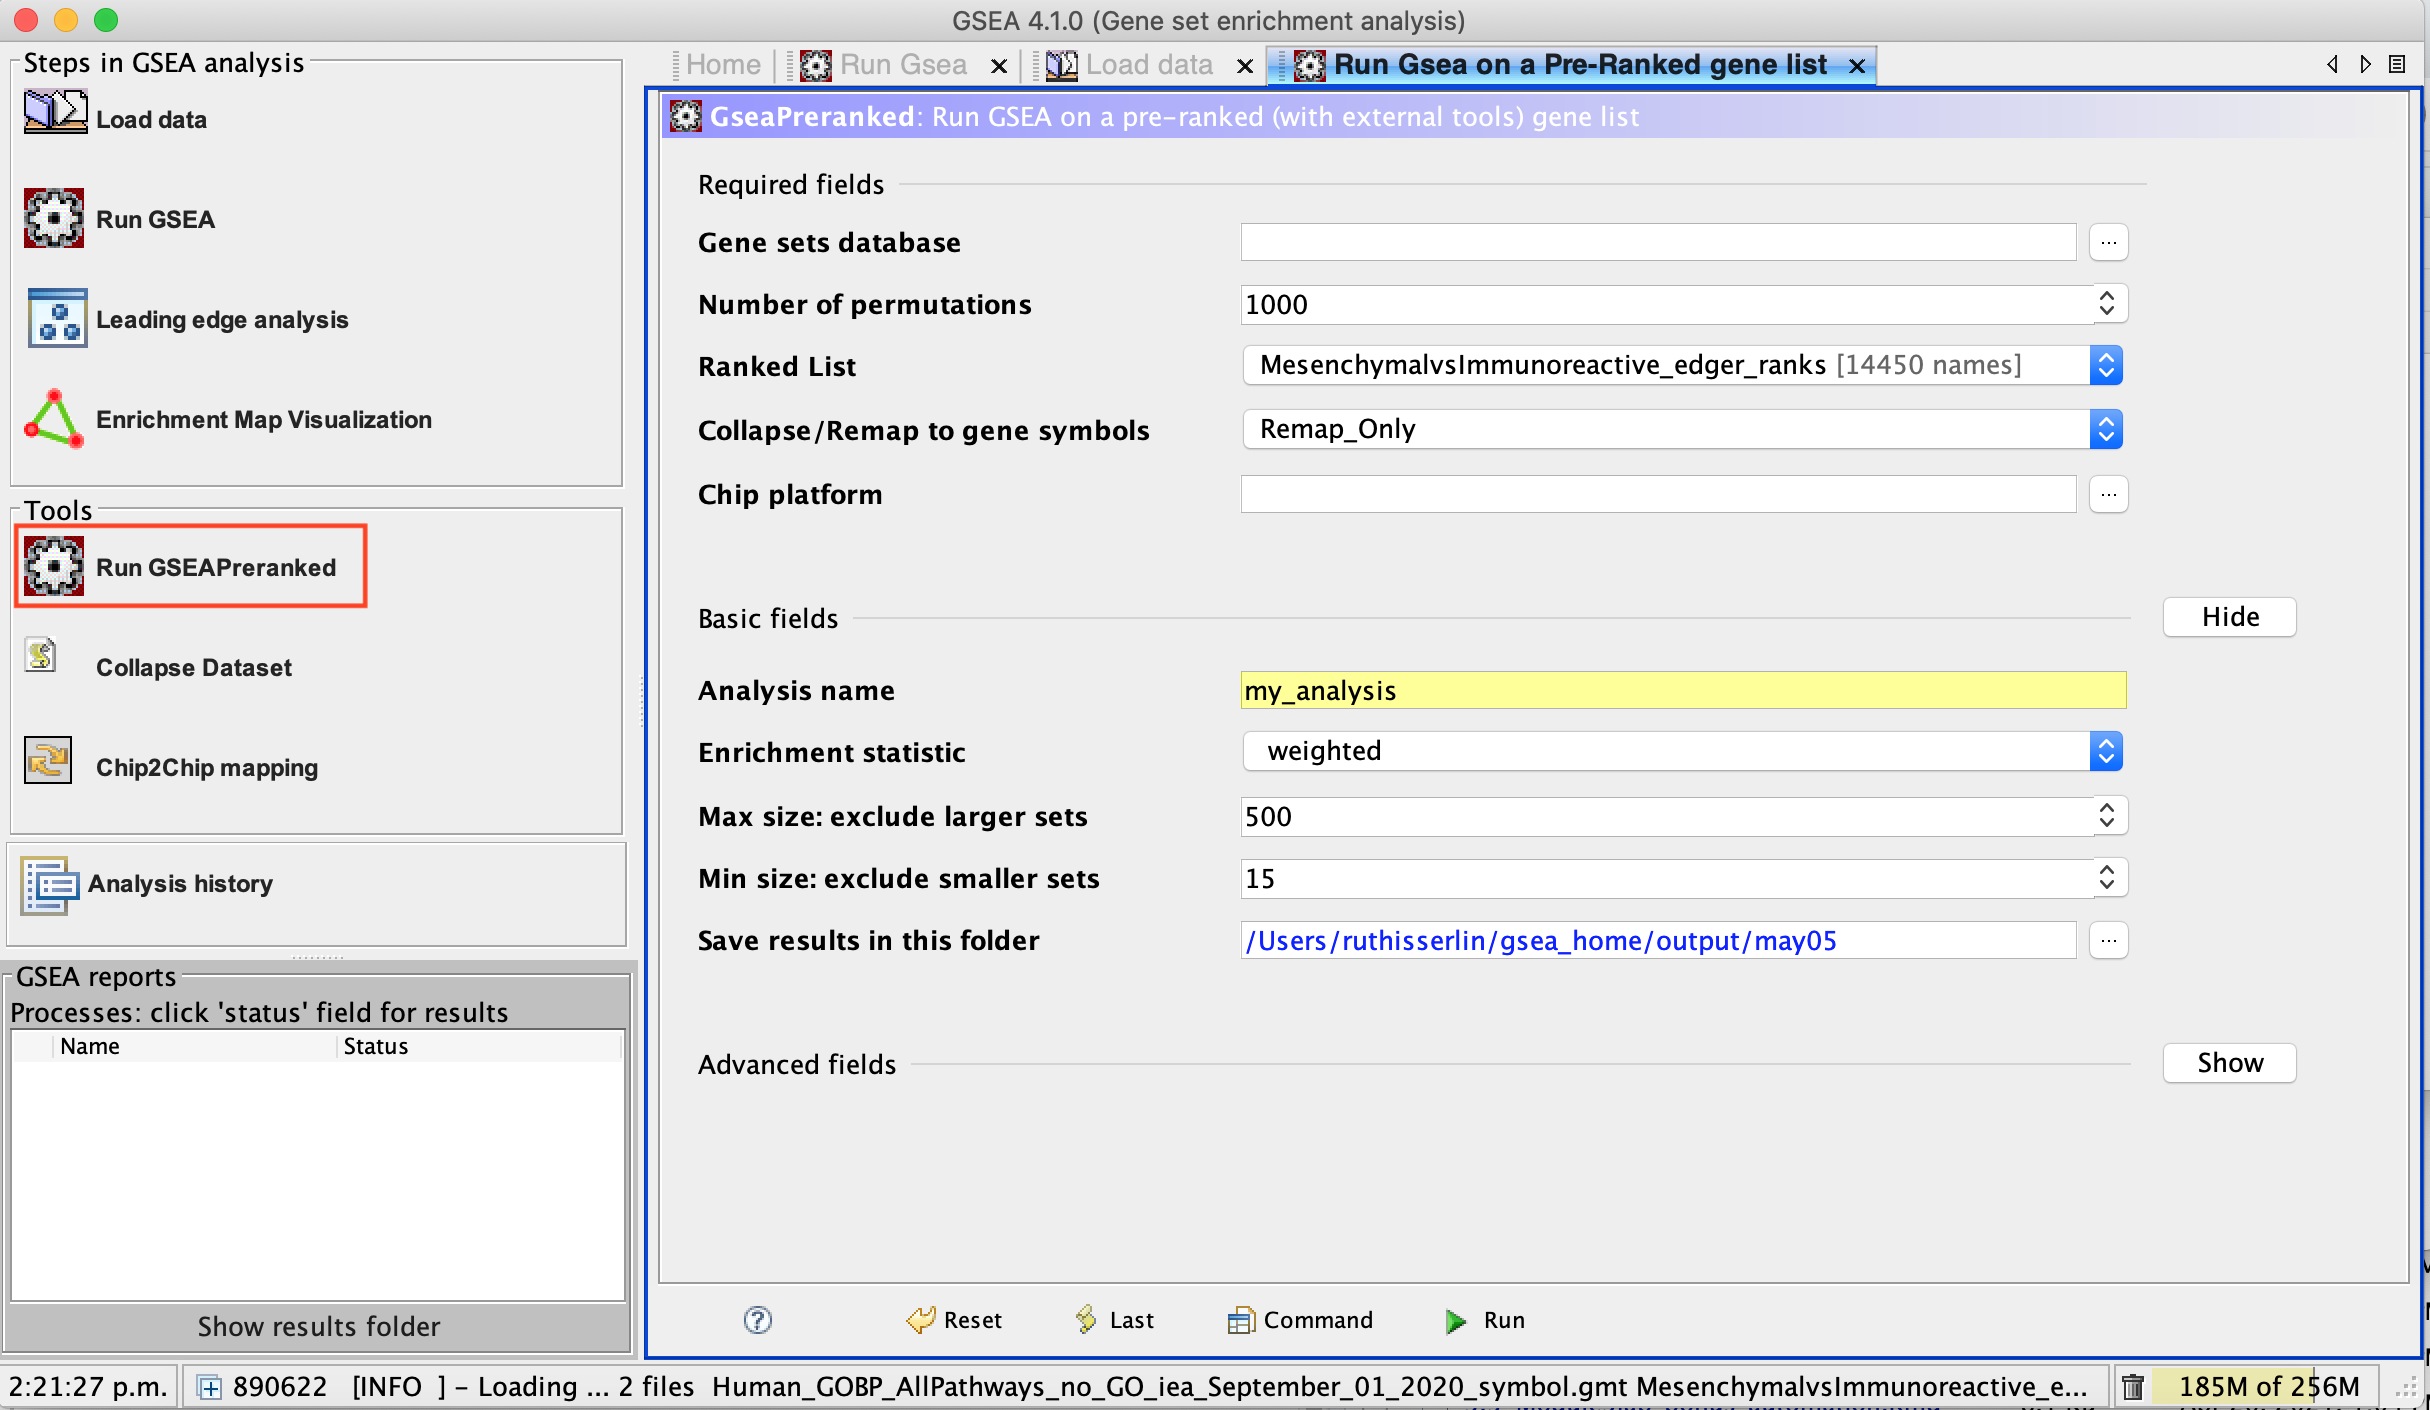 GSEA 4.1.0 (Gene set enrichment analysis)
Steps in GSEA analysis
Load data
Run GSEA
Leading edge analysis
Enrichment Map Visualization
Tools
Run GSEAPreranked
Collapse Dataset
Chip2Chip mapping
Analysis history
GSEA reports
Processes: click 'status' field for results
Name Status
Show results folder
Home Run Gsea Load data Run Gsea on a Pre-Ranked gene list
GseaPreranked: Run GSEA on a pre-ranked (with external tools) gene list
Required fields
Gene sets database ...
Number of permutations 1000
Ranked List MesenchymalvsImmunoreactive_edger_ranks [14450 names]
Collapse/Remap to gene symbols Remap_Only
Chip platform ...
Basic fields Hide
Analysis name my_analysis
Enrichment statistic weighted
Max size: exclude larger sets 500
Min size: exclude smaller sets 15
Save results in this folder /Users/ruthisserlin/gsea_home/output/may05 ...
Advanced fields Show
? Reset Last Command Run
2:21:27 p.m. 890622 [INFO ] - Loading ... 2 files Human_GOBP_AllPathways_no_GO_iea_September_01_2020_symbol.gmt MesenchymalvsImmunoreactive_e... 185M of 256M